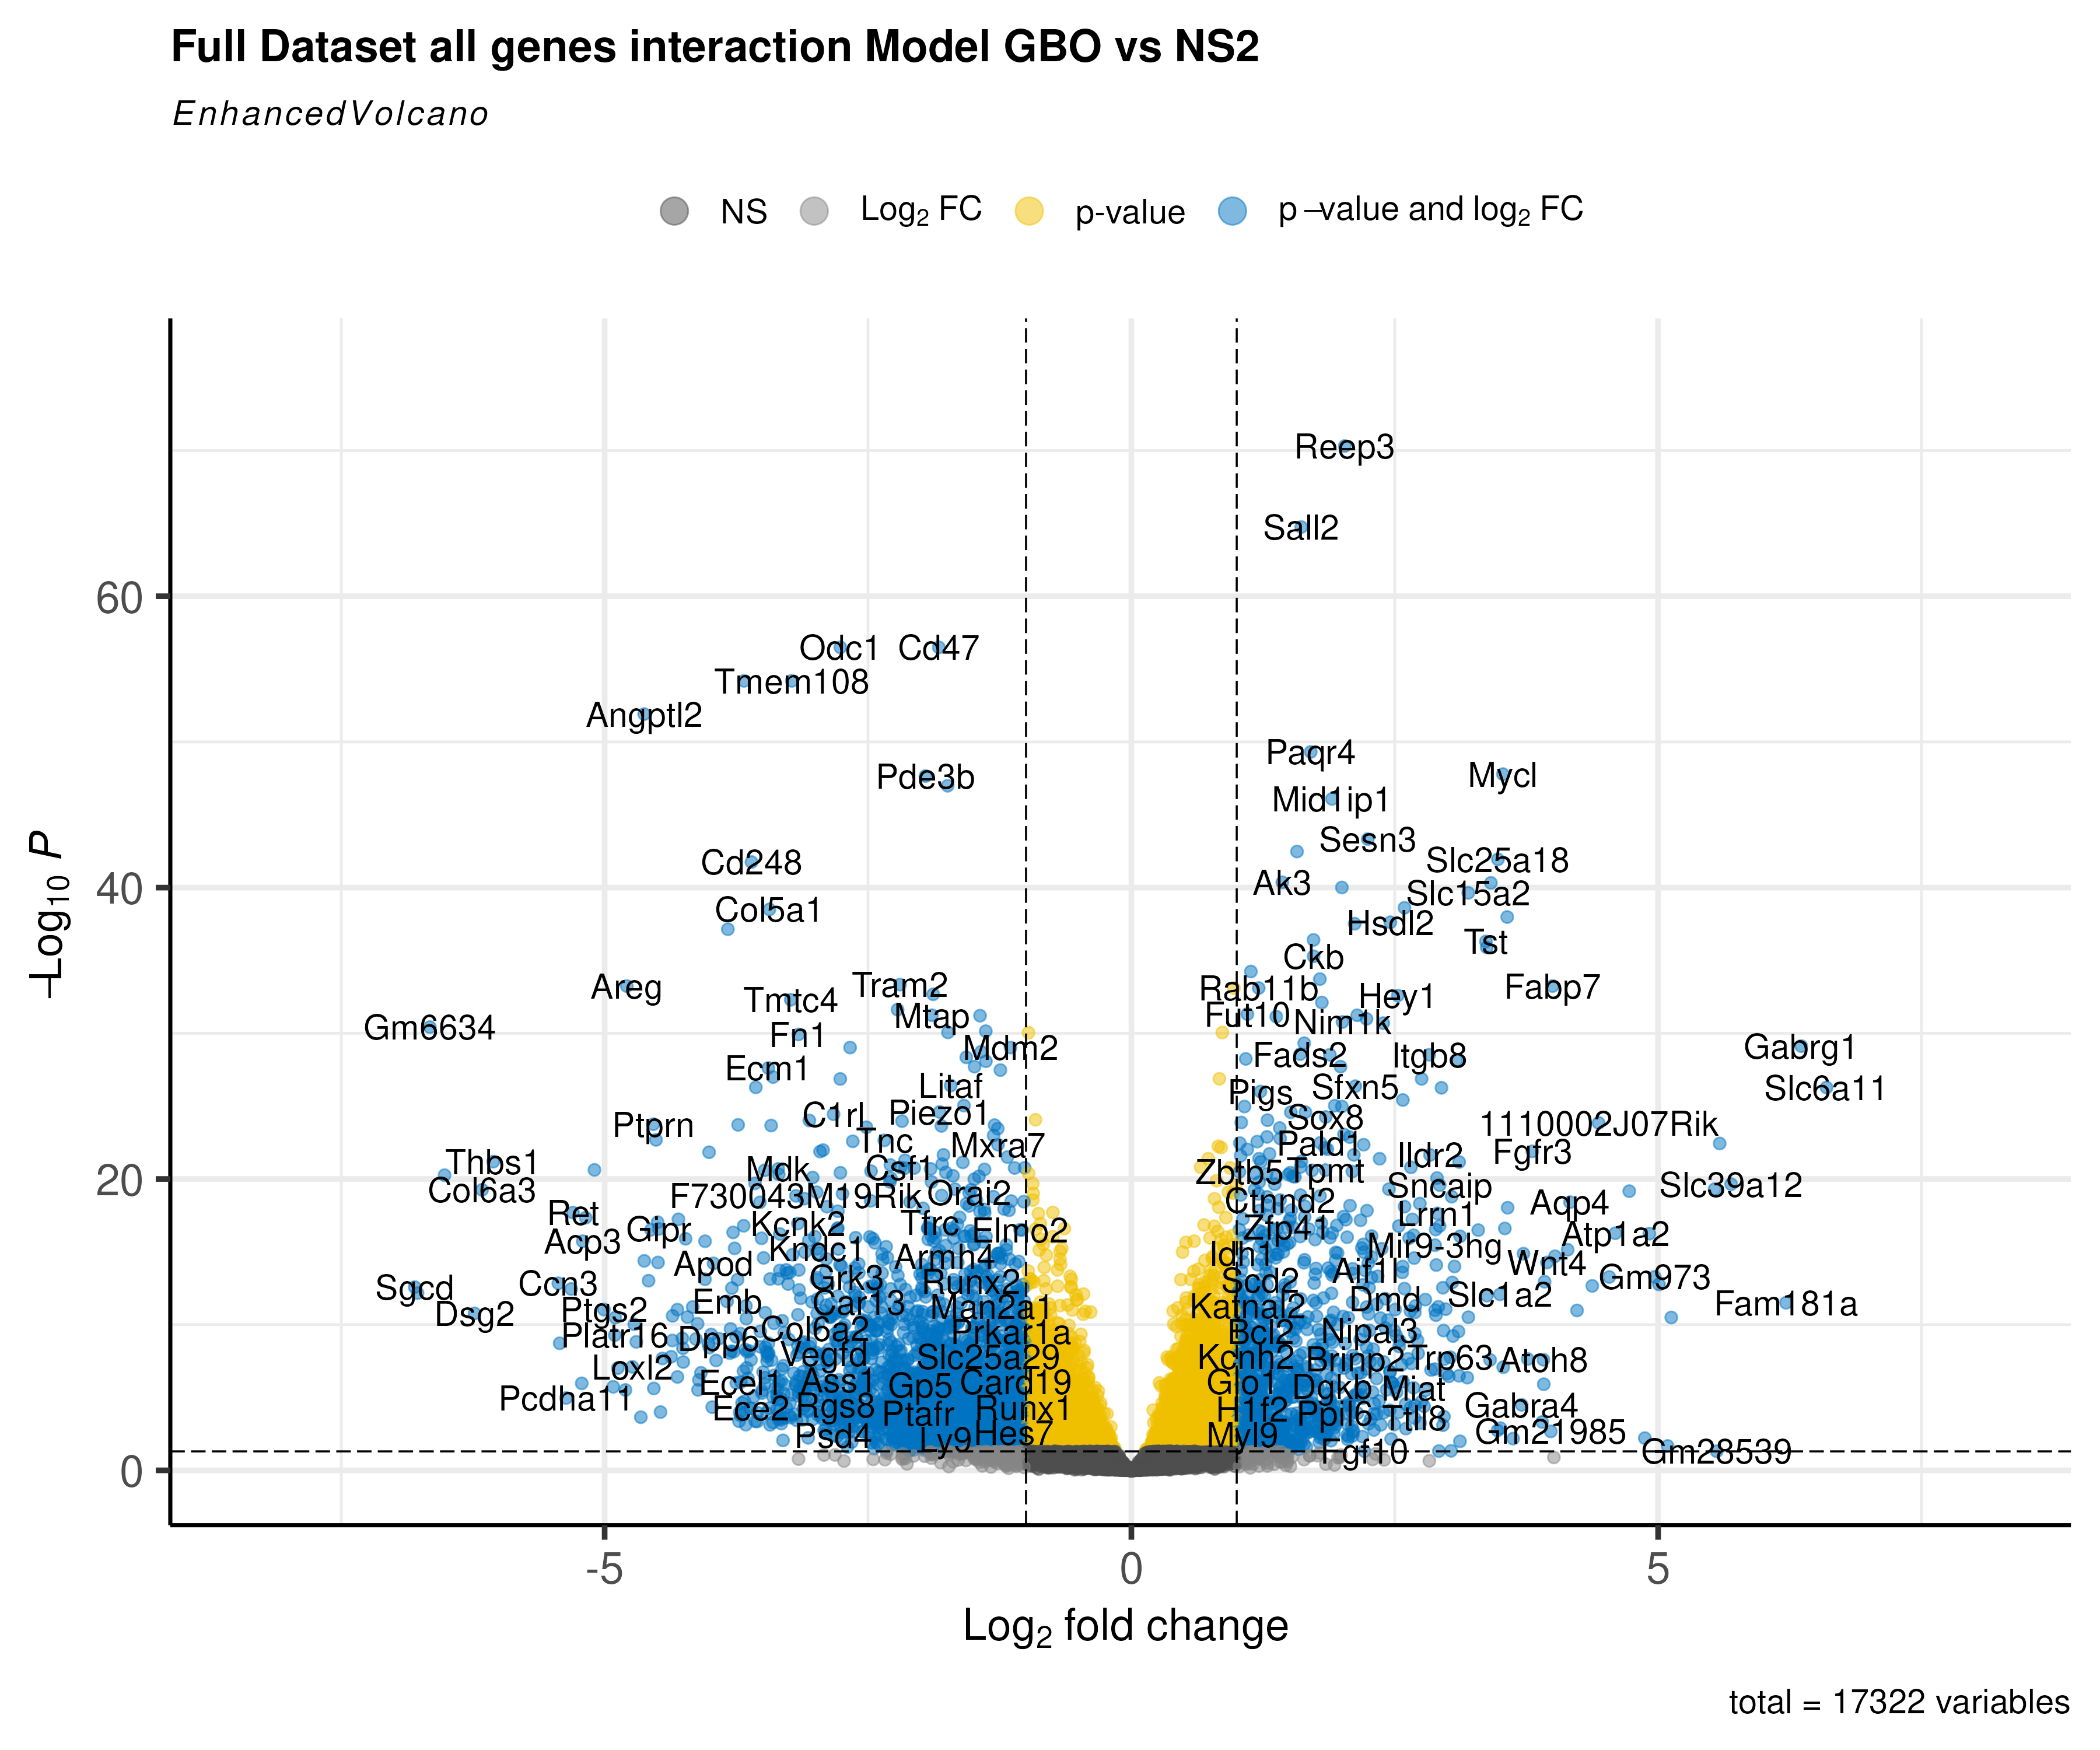 Full Dataset all genes interaction Model GBO vs NS2
EnhancedVolcano
NS Log2 FC p-value p−value and log2 FC
−Log10 P
60
40
20
0
Reep3
Sall2
Odc1 Cd47
Tmem108
Angptl2
Paqr4
Pde3b Mycl
Mid1ip1
Sesn3
Cd248 Slc25a18
Ak3 Slc15a2
Col5a1 Hsdl2
Tst
Ckb
Areg Tram2 Rab11b Fabp7
Tmtc4 Hey1
Mtap Fut10 Nim1k
Gm6634 Fn1
Mdm2 Fads2 Itgb8 Gabrg1
Ecm1 Litaf Pigs Sfxn5 Slc6a11
Ptprn C1rl Piezo1 Sox8 1110002J07Rik
Tnc Mxra7 Pald1 Ildr2 Fgfr3
Thbs1 Mdk Csf1 Zbtb5 Tpmt
Col6a3 F730043M19Rik Orai2 Ctnnd2 Sncaip Slc39a12
Ret Gipr Kcnk2 Tfrc Elmo2 Zfp41 Lrrn1 Aqp4
Acp3 Kndc1 Armh4 Idh1 Mir9-3hg Atp1a2
Apod Grk3 Runx2 Scd2 Aif1l Wnt4 Gm973
Sgcd Ccn3 Emb Car13 Man2a1 Katnal2 Dmd Slc1a2 Fam181a
Dsg2 Ptgs2
Platr16 Dpp6 Col6a2 Prkar1a Bcl2 Nipal3
Loxl2 Vegfd Slc25a29 Kcnh2 Brinp2 Trp63 Atoh8
Pcdha11 Ecel1 Ass1 Gp5 Card19 Glo1 Dgkb Miat
Ece2 Rgs8 Ptafr Runx1 H1f2 Ppil6 Ttll8 Gabra4
Psd4 Ly9 Hes7 Myl9 Fgf10 Gm21985
Gm28539
-5 0 5
Log2 fold change
total = 17322 variables